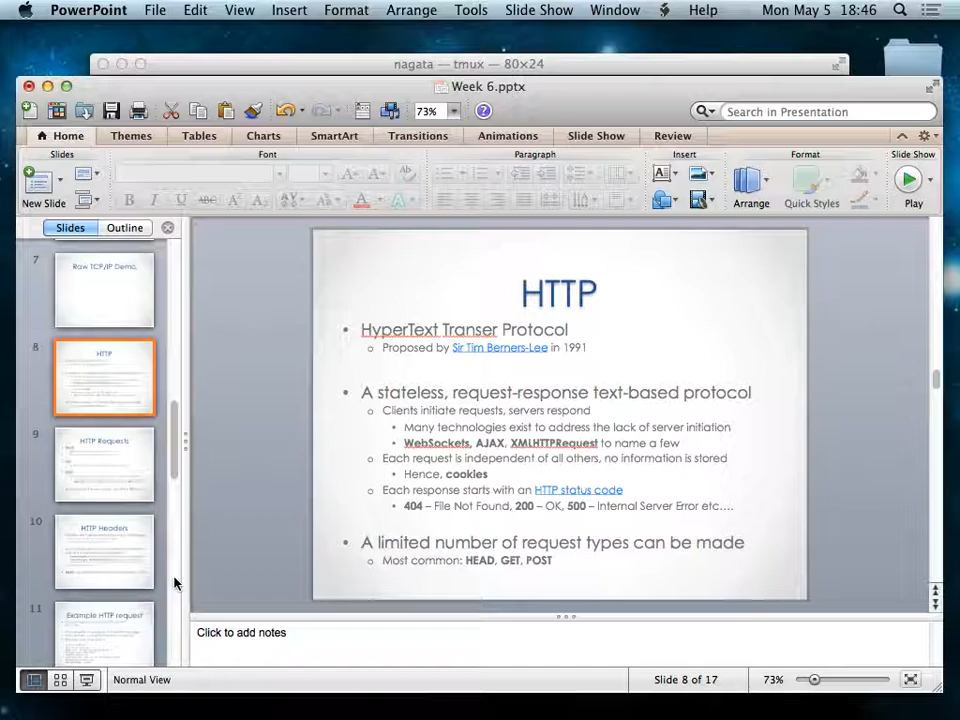 PowerPoint File Edit View Insert Format Arrange Tools Slide Show Window Help Mon May 5 18:46
nagata — tmux — 80×24
Week 6.pptx
73%
Search in Presentation
Home Themes Tables Charts SmartArt Transitions Animations Slide Show Review
Slides Font Paragraph Insert Format Slide Show
New Slide Arrange Quick Styles Play
Slides Outline
7
Raw TCP/IP Demo.
8
HTTP
9
HTTP Requests
10
HTTP Headers
11
Example HTTP request
HTTP
• HyperText Transer Protocol
o Proposed by Sir Tim Berners-Lee in 1991
• A stateless, request-response text-based protocol
o Clients initiate requests, servers respond
• Many technologies exist to address the lack of server initiation
• WebSockets, AJAX, XMLHTTPRequest to name a few
o Each request is independent of all others, no information is stored
• Hence, cookies
o Each response starts with an HTTP status code
• 404 – File Not Found, 200 – OK, 500 – Internal Server Error etc….
• A limited number of request types can be made
o Most common: HEAD, GET, POST
Click to add notes
Normal View Slide 8 of 17 73%